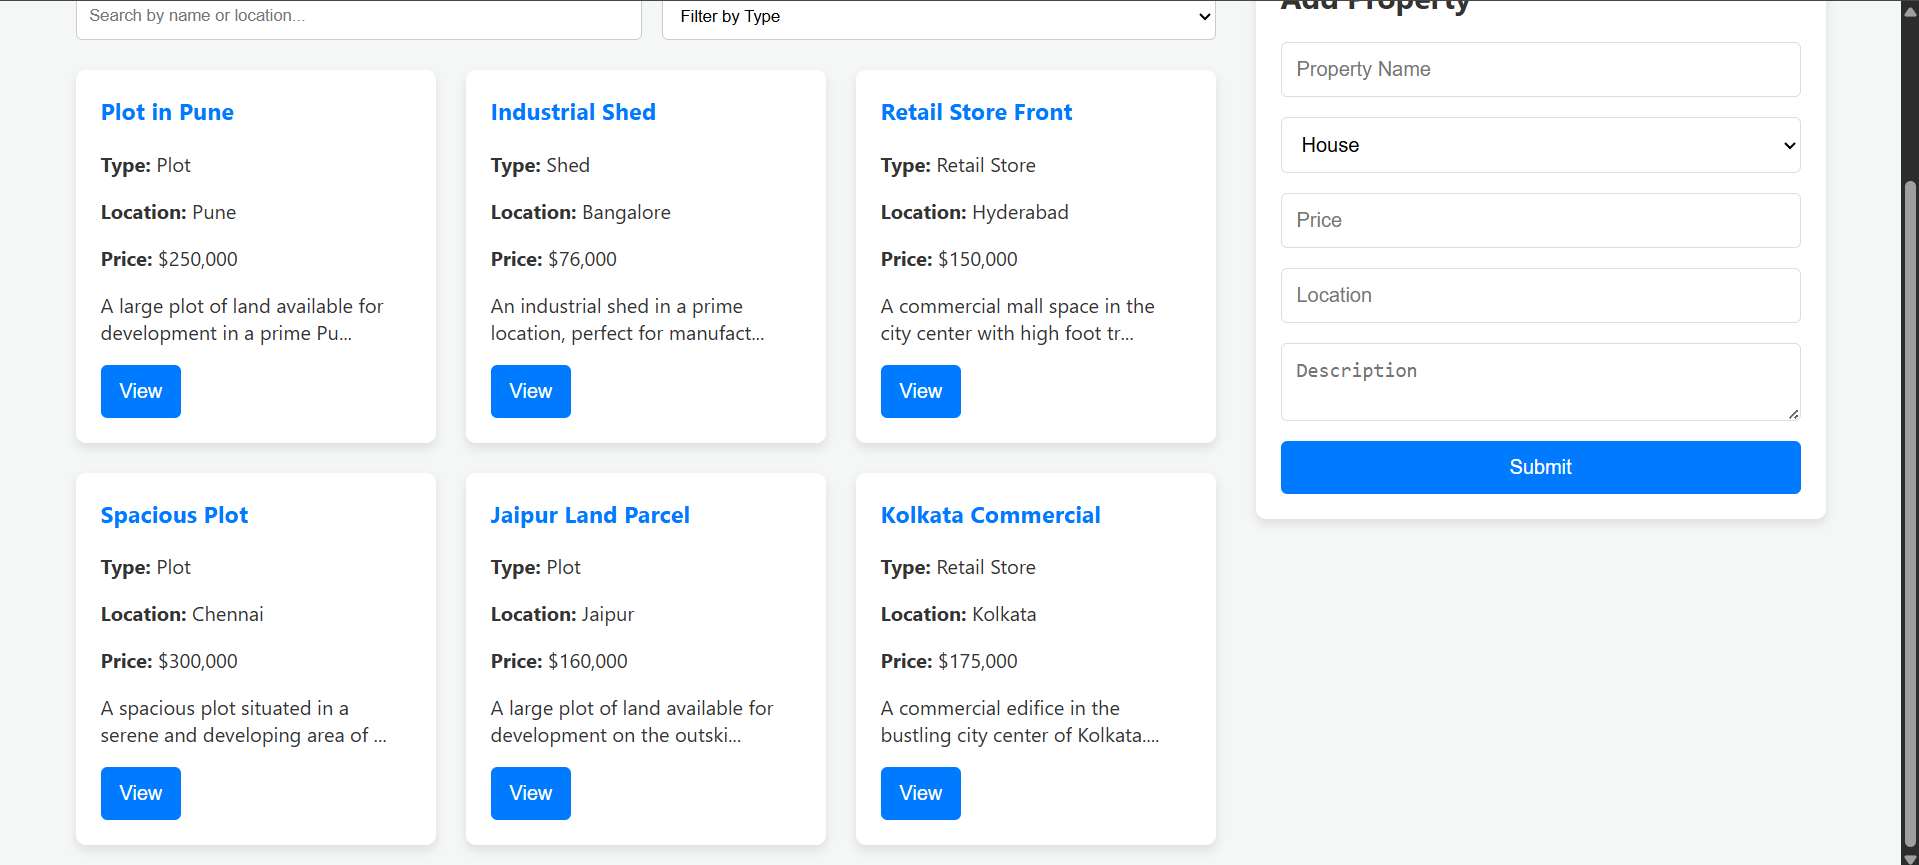 Search by name or location...
Filter by Type
Plot in Pune
Type: Plot
Location: Pune
Price: $250,000
A large plot of land available for
development in a prime Pu...
View
Industrial Shed
Type: Shed
Location: Bangalore
Price: $76,000
An industrial shed in a prime
location, perfect for manufact...
View
Retail Store Front
Type: Retail Store
Location: Hyderabad
Price: $150,000
A commercial mall space in the
city center with high foot tr...
View
Spacious Plot
Type: Plot
Location: Chennai
Price: $300,000
A spacious plot situated in a
serene and developing area of ...
View
Jaipur Land Parcel
Type: Plot
Location: Jaipur
Price: $160,000
A large plot of land available for
development on the outski...
View
Kolkata Commercial
Type: Retail Store
Location: Kolkata
Price: $175,000
A commercial edifice in the
bustling city center of Kolkata....
View
Add Property
Property Name
House
Price
Location
Description
Submit